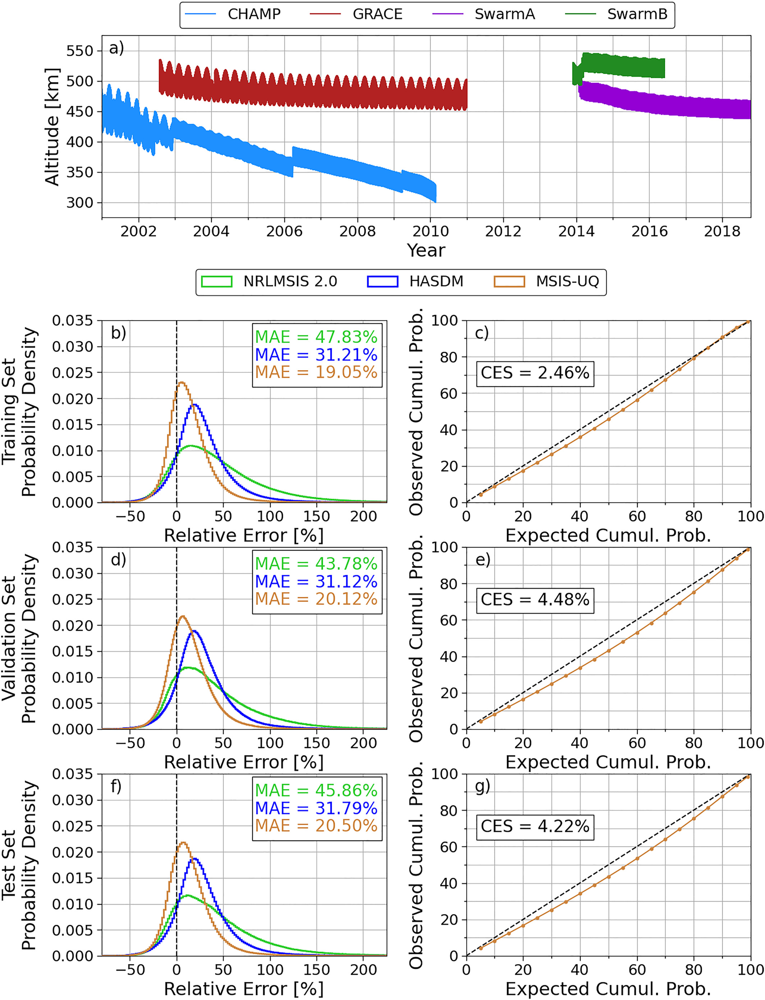 CHAMP GRACE SwarmA SwarmB
a)
550
500
450
400
350
300
Altitude [km]
2002 2004 2006 2008 2010 2012 2014 2016 2018
Year
NRLMSIS 2.0 HASDM MSIS-UQ
Training Set
Probability Density
0.035
0.030
0.025
0.020
0.015
0.010
0.005
0.000
b)
MAE = 47.83%
MAE = 31.21%
MAE = 19.05%
−50 0 50 100 150 200
Relative Error [%]
Observed Cumul. Prob.
100
80
60
40
20
0
c)
CES = 2.46%
0 20 40 60 80 100
Expected Cumul. Prob.
Validation Set
Probability Density
0.035
0.030
0.025
0.020
0.015
0.010
0.005
0.000
d)
MAE = 43.78%
MAE = 31.12%
MAE = 20.12%
−50 0 50 100 150 200
Relative Error [%]
Observed Cumul. Prob.
100
80
60
40
20
0
e)
CES = 4.48%
0 20 40 60 80 100
Expected Cumul. Prob.
Test Set
Probability Density
0.035
0.030
0.025
0.020
0.015
0.010
0.005
0.000
f)
MAE = 45.86%
MAE = 31.79%
MAE = 20.50%
−50 0 50 100 150 200
Relative Error [%]
Observed Cumul. Prob.
100
80
60
40
20
0
g)
CES = 4.22%
0 20 40 60 80 100
Expected Cumul. Prob.